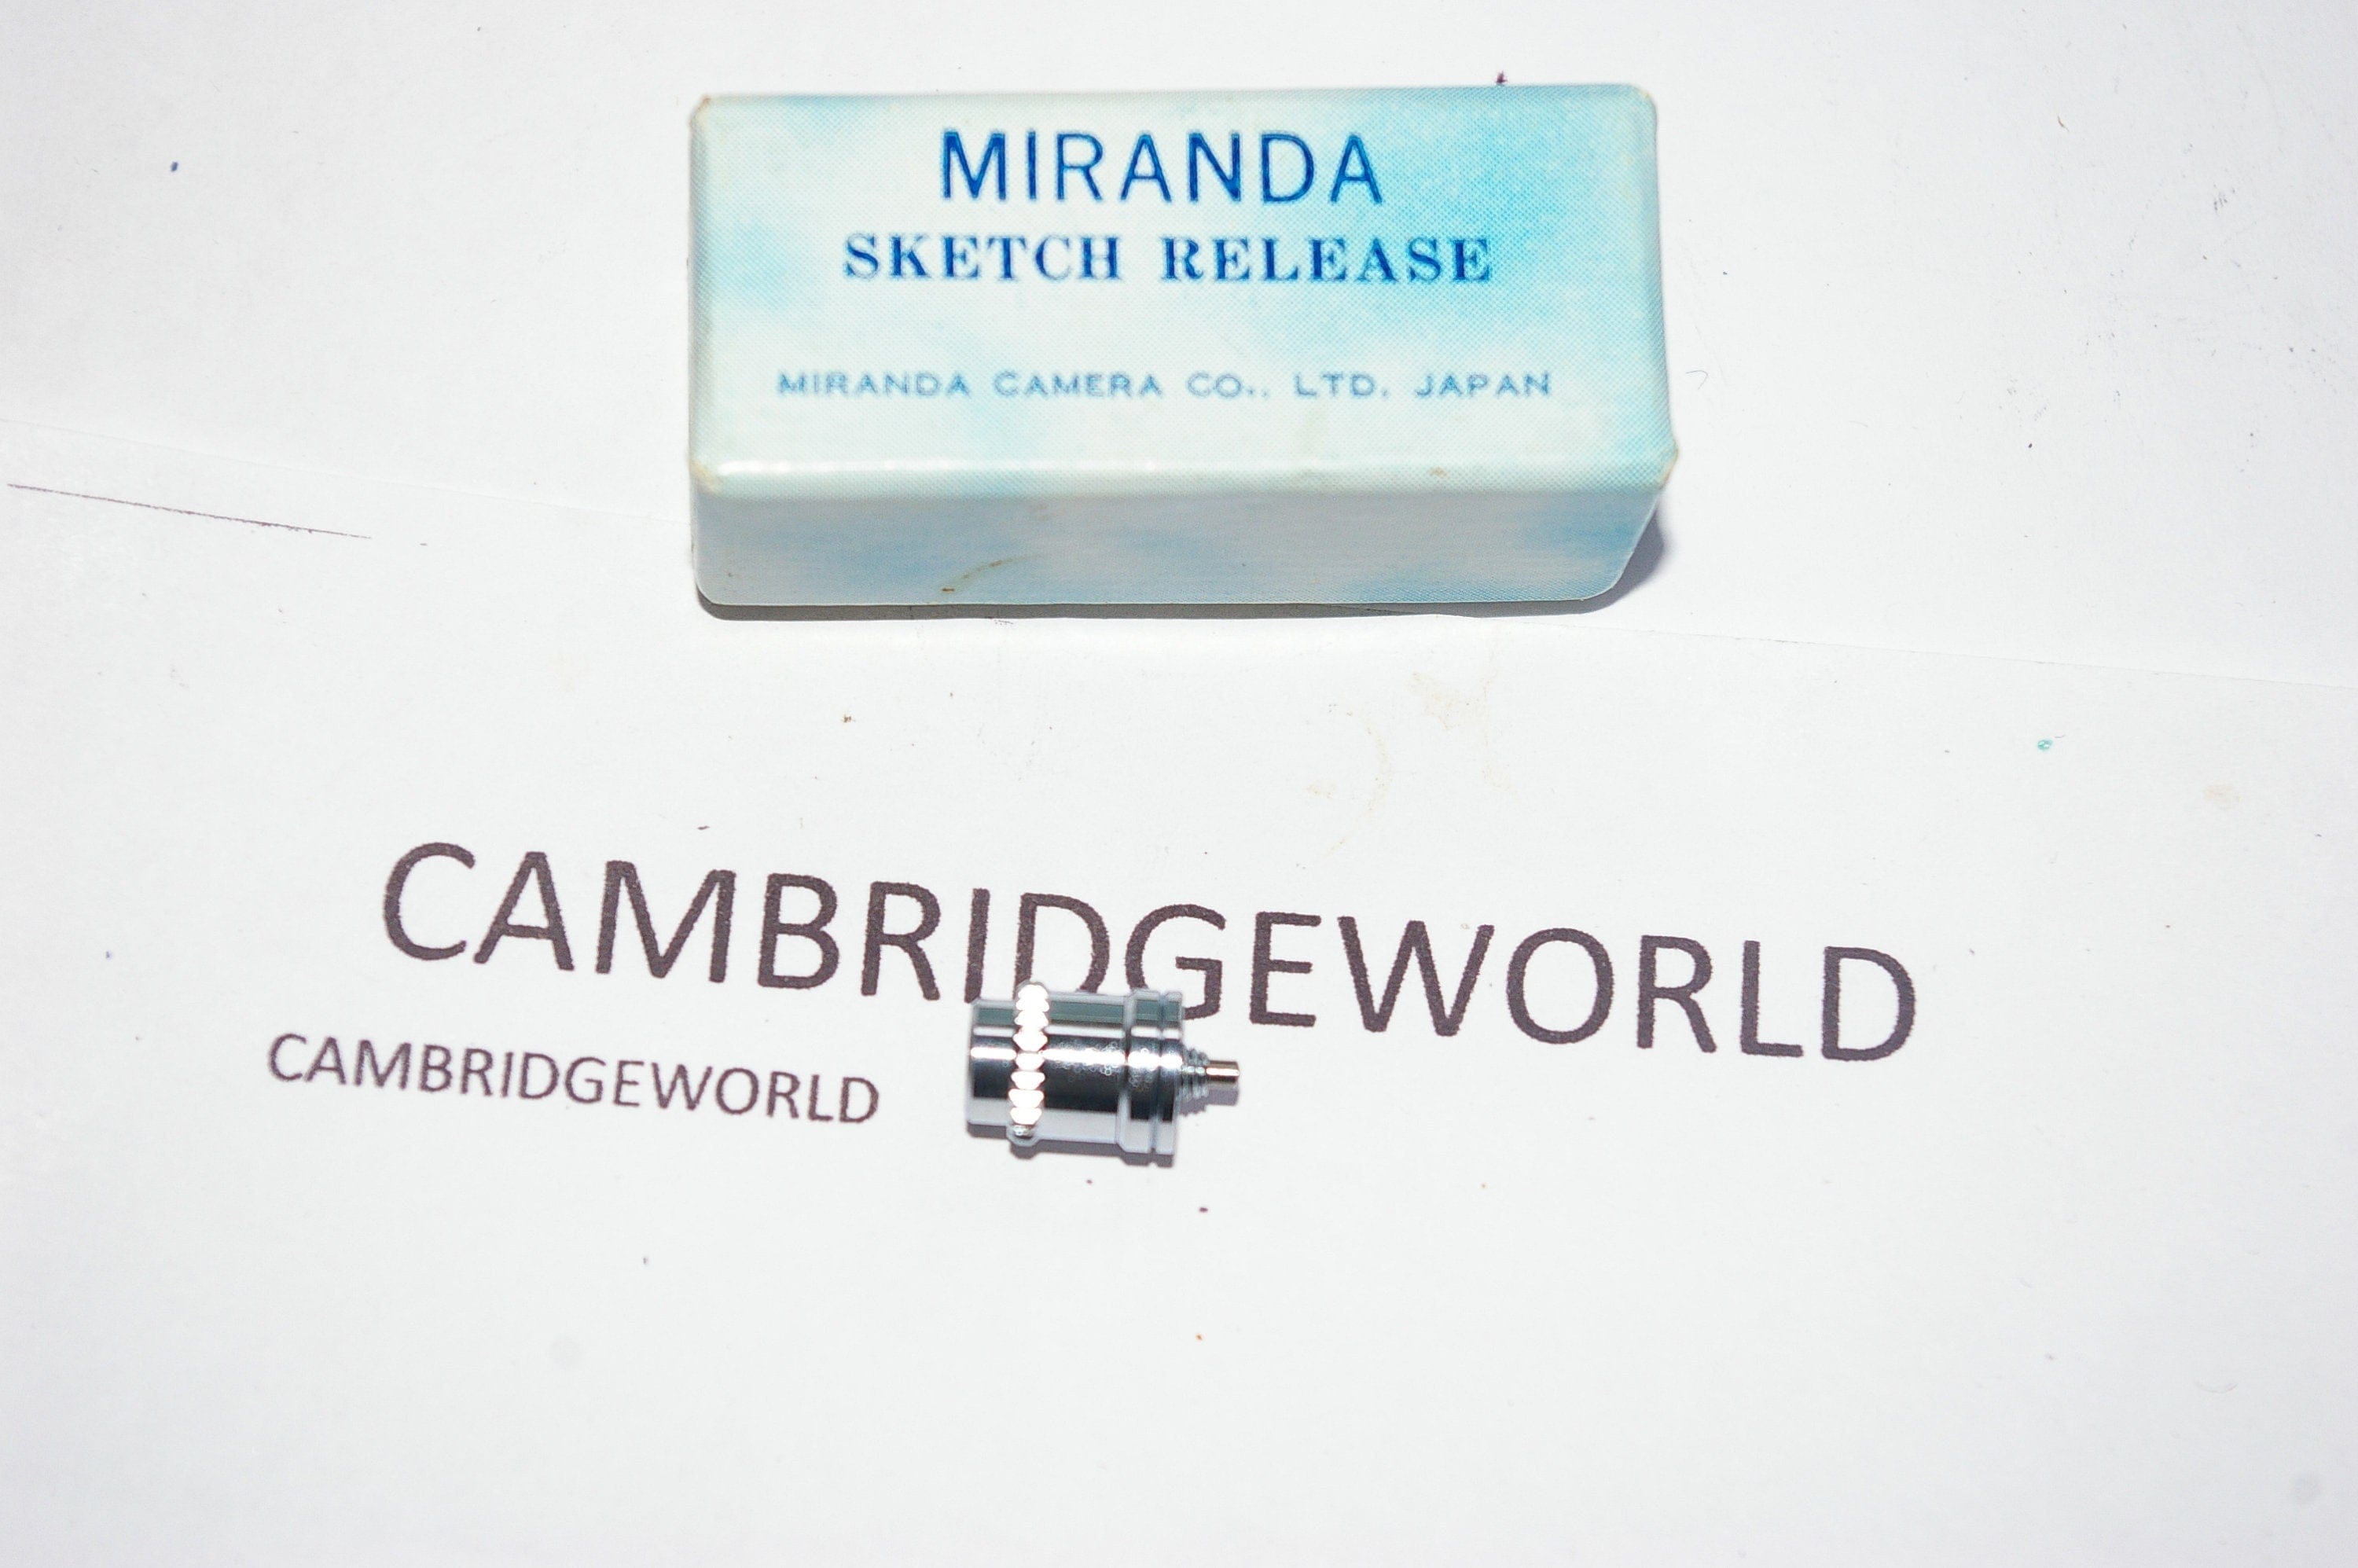 MIRANDA
SKETCH RELEASE
MIRANDA CAMERA CO., LTD. JAPAN
CAMBRIDGEWORLD
CAMBRIDGEWORLD